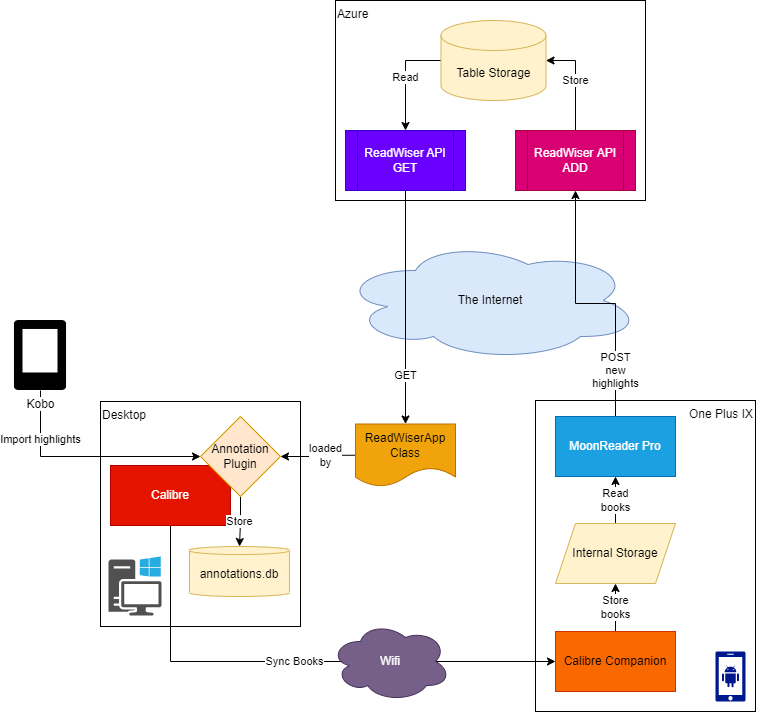 Azure
Table Storage
Read
Store
ReadWiser API
GET
ReadWiser API
ADD
The Internet
GET
POST
new
highlights
Kobo
Import highlights
Desktop
Annotation
Plugin
loaded
by
ReadWiserApp
Class
Calibre
Store
annotations.db
One Plus IX
MoonReader Pro
Read
books
Internal Storage
Store
books
Calibre Companion
Sync Books
Wifi